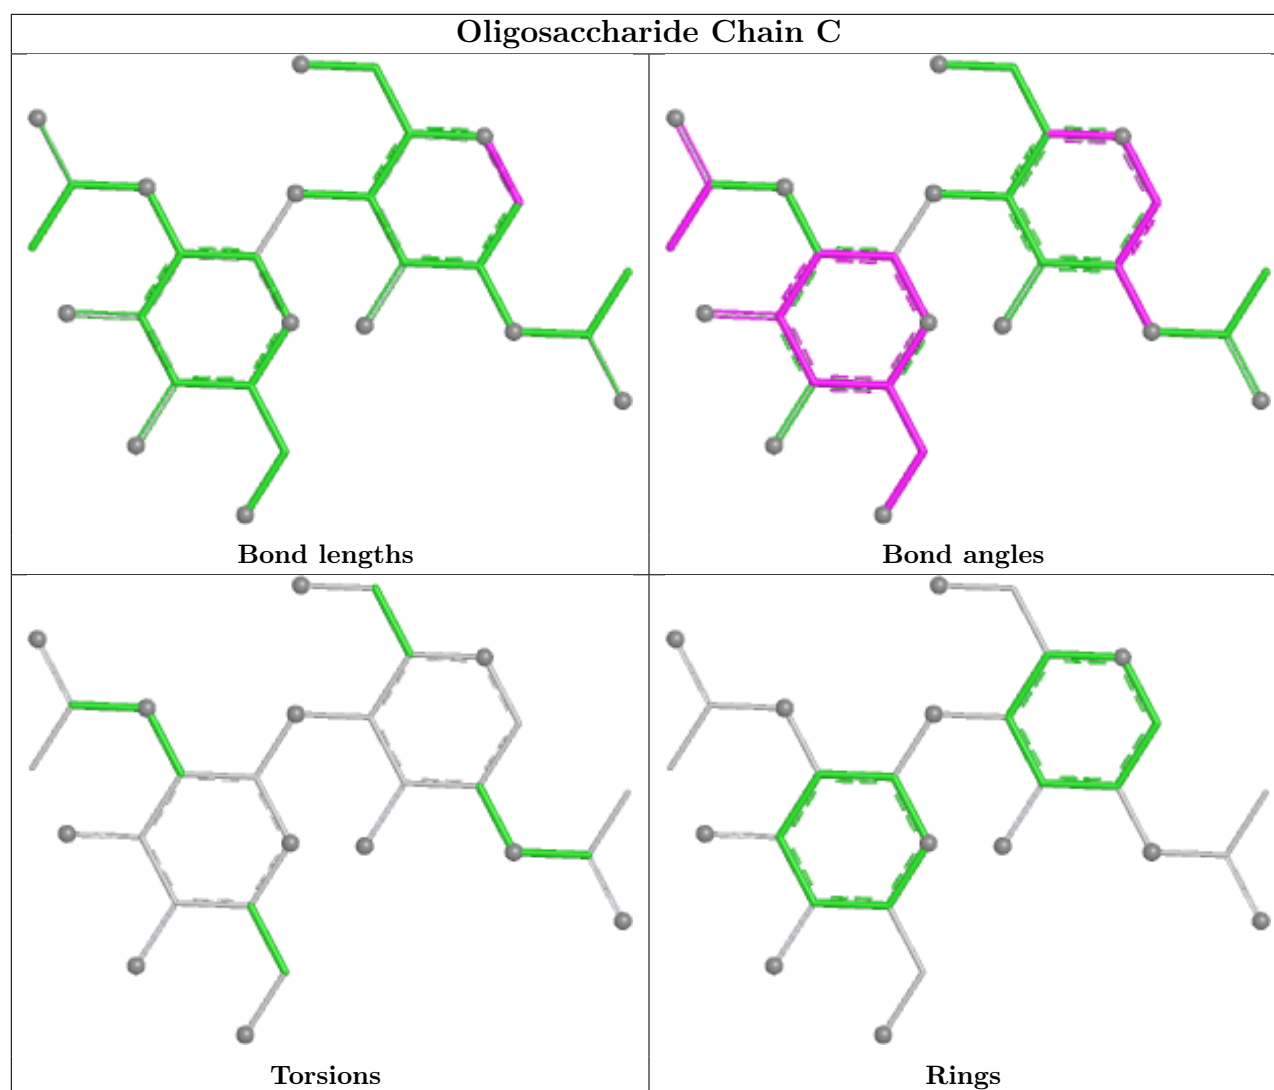 Oligosaccharide Chain C
Bond lengths
Bond angles
Torsions
Rings